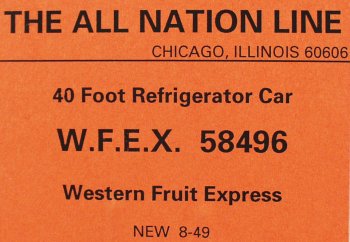 THE ALL NATION LINE
CHICAGO, ILLINOIS 60606
40 Foot Refrigerator Car
W.F.E.X. 58496
Western Fruit Express
NEW 8-49